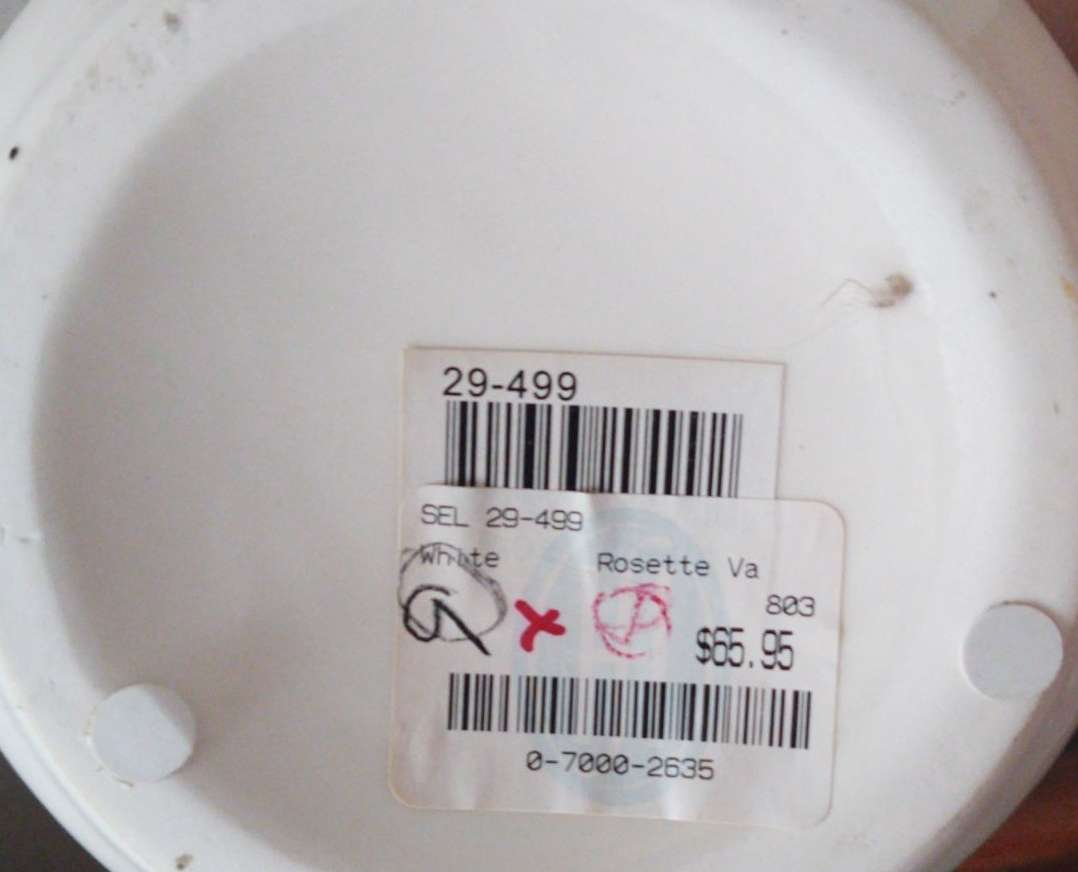 29-499
SEL 29-499
White Rosette Va
803
$65.95
0-7000-2635